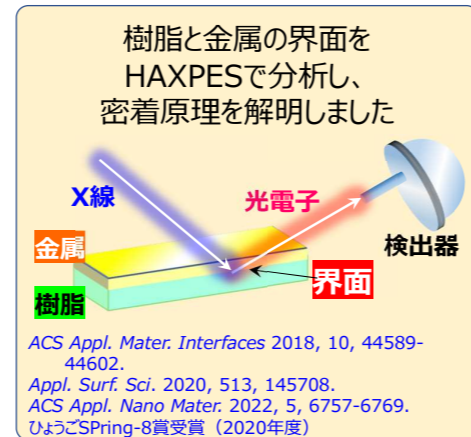 樹脂と金属の界面を
HAXPESで分析し、
密着原理を解明しました
X線
光電子
検出器
金属
界面
樹脂
ACS Appl. Mater. Interfaces 2018, 10, 44589-
44602.
Appl. Surf. Sci. 2020, 513, 145708.
ACS Appl. Nano Mater. 2022, 5, 6757-6769.
ひょうごSPring-8賞受賞（2020年度）